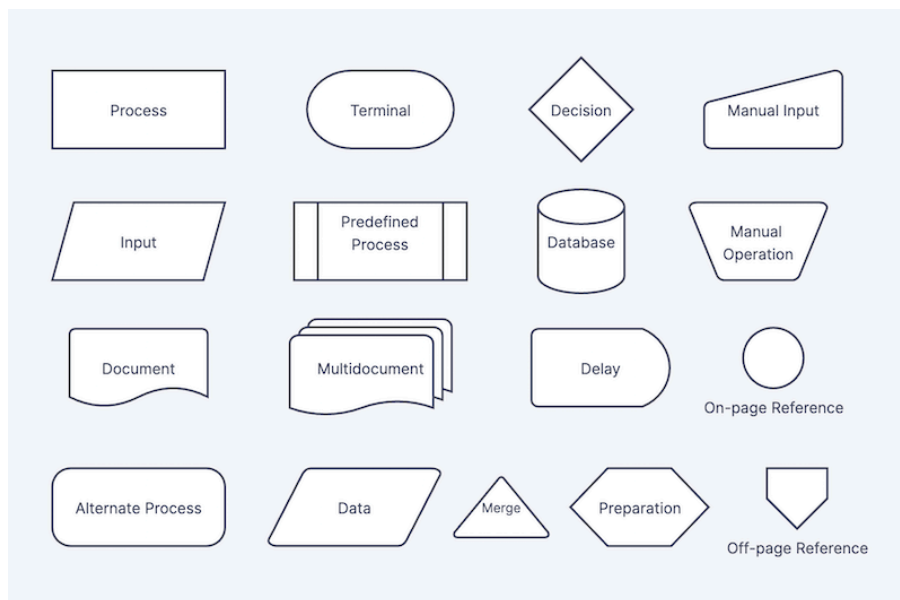 Process
Terminal
Decision
Manual Input
Input
Predefined
Process
Database
Manual
Operation
Document
Multidocument
Delay
On-page Reference
Alternate Process
Data
Merge
Preparation
Off-page Reference